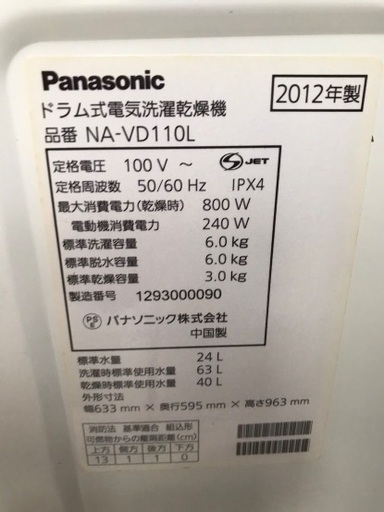 Panasonic
2012年製
ドラム式電気洗濯乾燥機
品番 NA-VD110L
定格電圧 100 V ～ S JET
定格周波数 50/60 Hz IPX4
最大消費電力(乾燥時) 800 W
電動機消費電力 240 W
標準洗濯容量 6.0 kg
標準脱水容量 6.0 kg
標準乾燥容量 3.0 kg
製造番号 1293000090
PS E パナソニック株式会社
中国製
標準水量 24 L
洗濯時標準使用水量 63 L
乾燥時標準使用水量 40 L
外形寸法
幅633 mm × 奥行595 mm × 高さ963 mm
消防法 基準適合 組込形
可燃物からの離隔距離(cm)
上方 側方 後方 下方
13 1 1 0